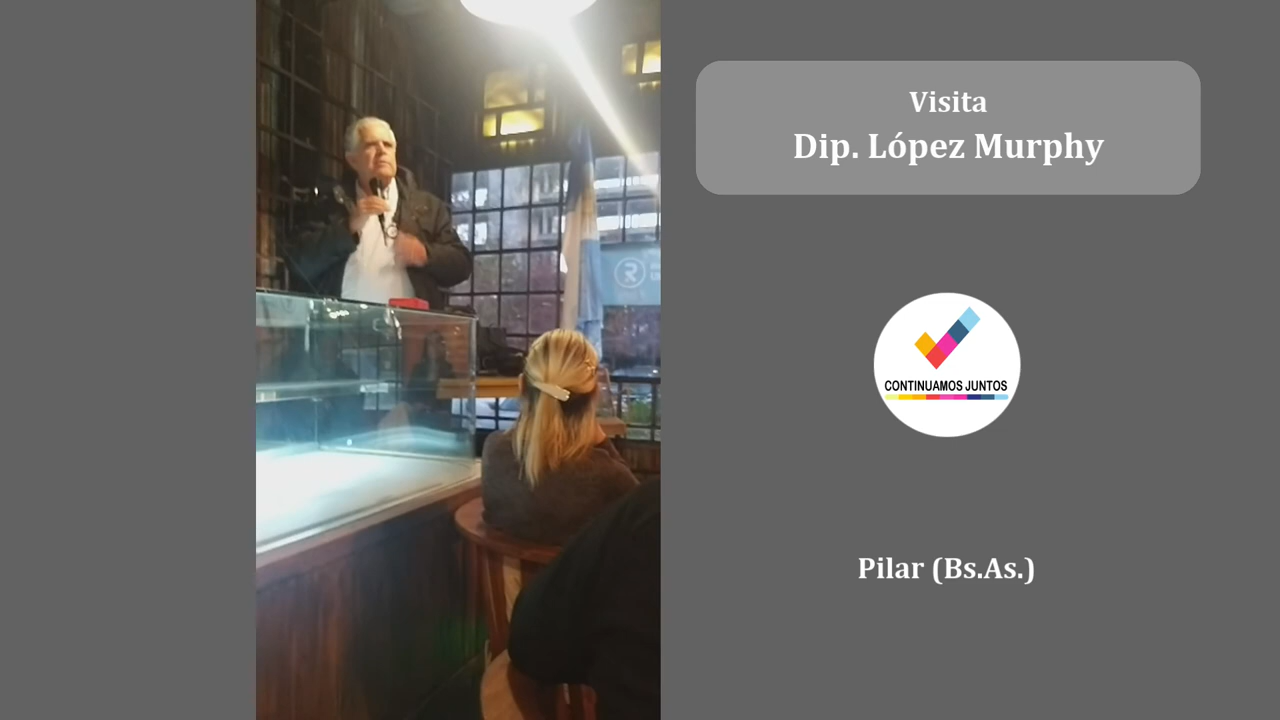 Visita
Dip. López Murphy
CONTINUAMOS JUNTOS
Pilar (Bs.As.)